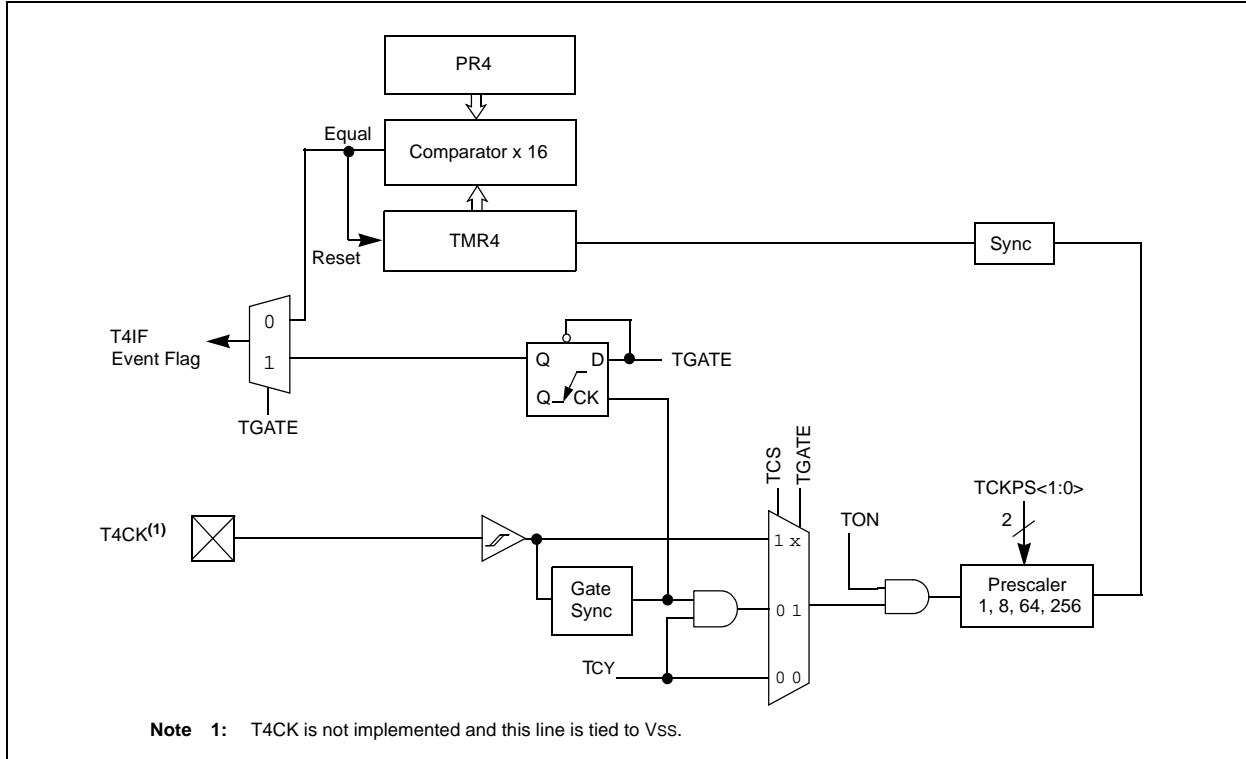 PR4
Equal
Comparator x 16
TMR4
Reset
Sync
T4IF
Event Flag
0
1
TGATE
Q
D
TGATE
Q
CK
TCS
TGATE
TCKPS<1:0>
2
T4CK(1)
TON
1 x
Gate
Sync
0 1
Prescaler
1, 8, 64, 256
TCY
0 0
Note 1: T4CK is not implemented and this line is tied to VSS.